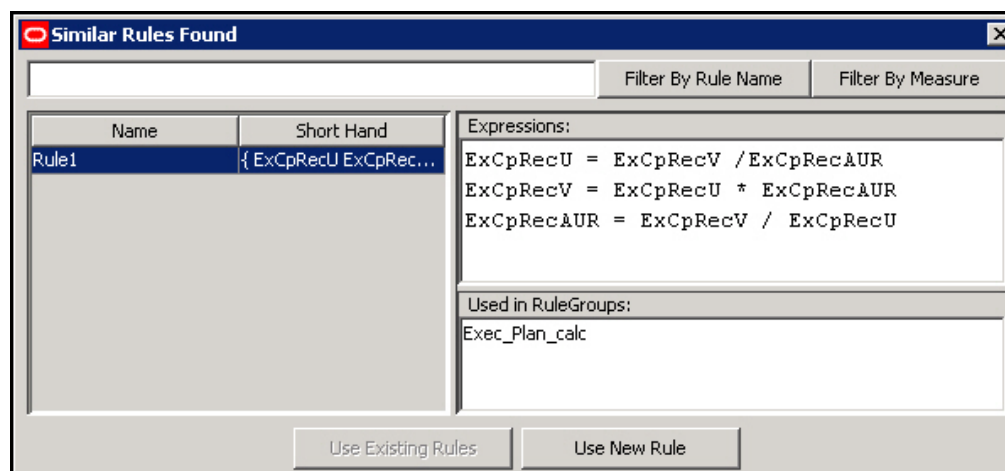 Similar Rules Found
Filter By Rule Name Filter By Measure
Name Short Hand
Rule1 { ExCpRecU ExCpRec...
Expressions:
ExCpRecU = ExCpRecV /ExCpRecAUR
ExCpRecV = ExCpRecU * ExCpRecAUR
ExCpRecAUR = ExCpRecV / ExCpRecU
Used in RuleGroups:
Exec_Plan_calc
Use Existing Rules Use New Rule